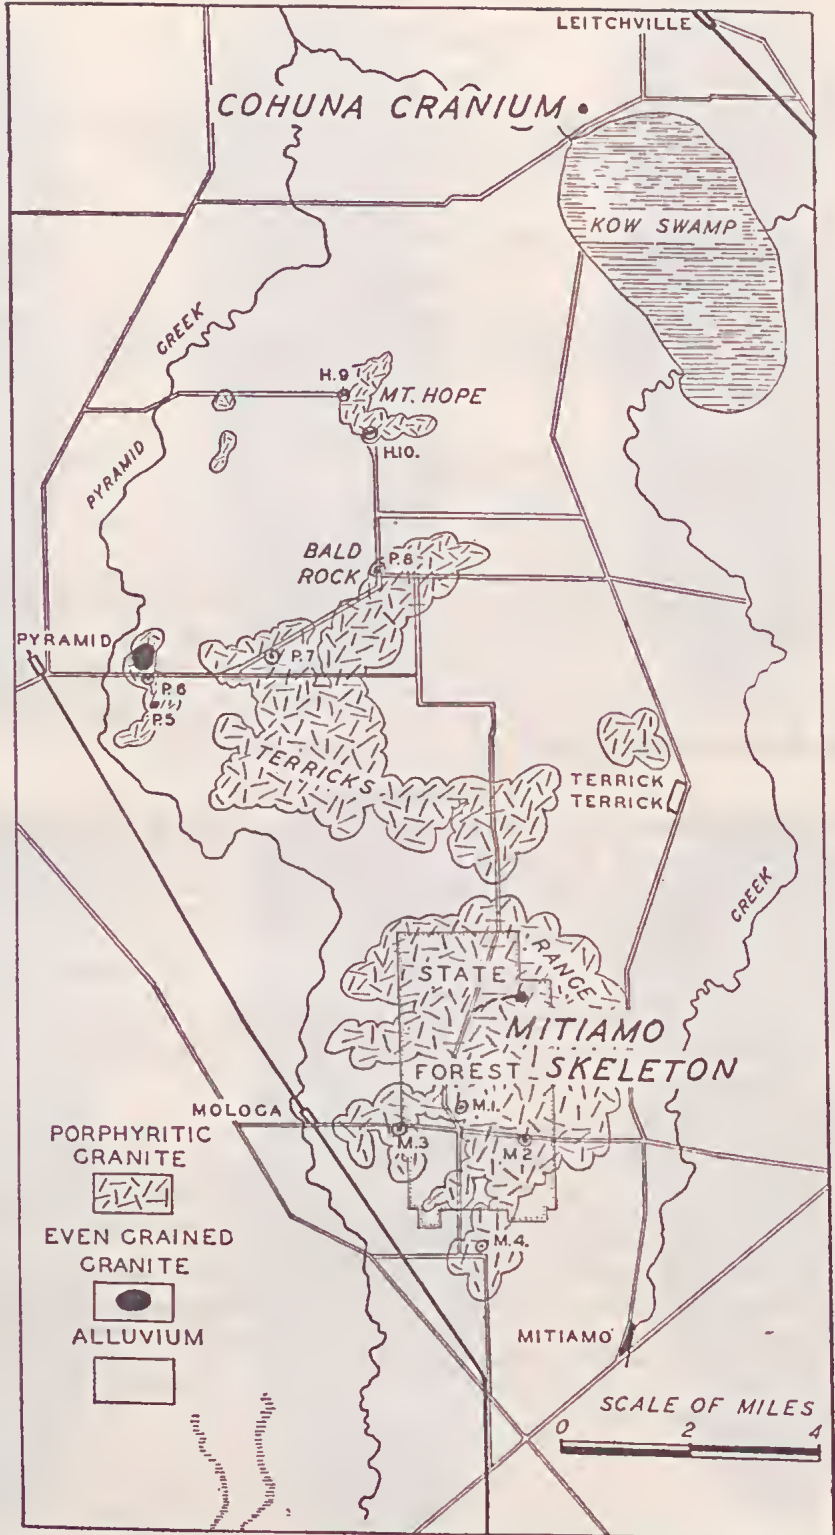 LEITCHVILLE
COHUNA CRANIUM
KOW SWAMP
CREEK
PYRAMID
H.9
MT. HOPE
H.10.
BALD
ROCK
P.8
PYRAMID
P.7
P.6
P.5
TERRICKS
TERRICK
TERRICK
CREEK
RANGE
STATE
MITIAMO
FOREST SKELETON
MOLOGA
M.1.
M.3
M.2
PORPHYRITIC
GRANITE
EVEN GRAINED
GRANITE
M.4.
ALLUVIUM
MITIAMO
SCALE OF MILES
0 2 4